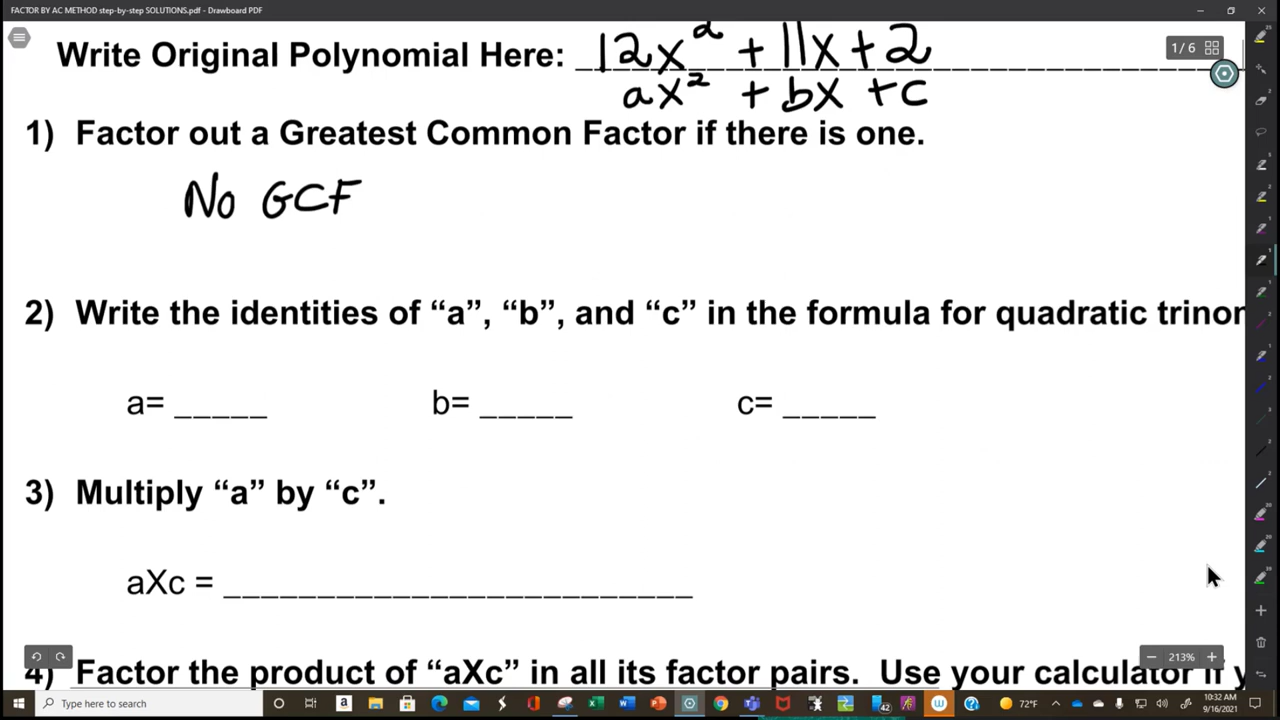 FACTOR BY AC METHOD step-by-step SOLUTIONS.pdf - Drawboard PDF
Write Original Polynomial Here: 12x² + 11x + 2
1 / 6
ax² + bx + c
1) Factor out a Greatest Common Factor if there is one.
No GCF
2) Write the identities of “a”, “b”, and “c” in the formula for quadratic trinor
a= _____ b= _____ c= _____
3) Multiply “a” by “c”.
aXc = _________________________
213%
4) Factor the product of “aXc” in all its factor pairs. Use your calculator if y
Type here to search
42
72°F
10:32 AM
9/16/2021